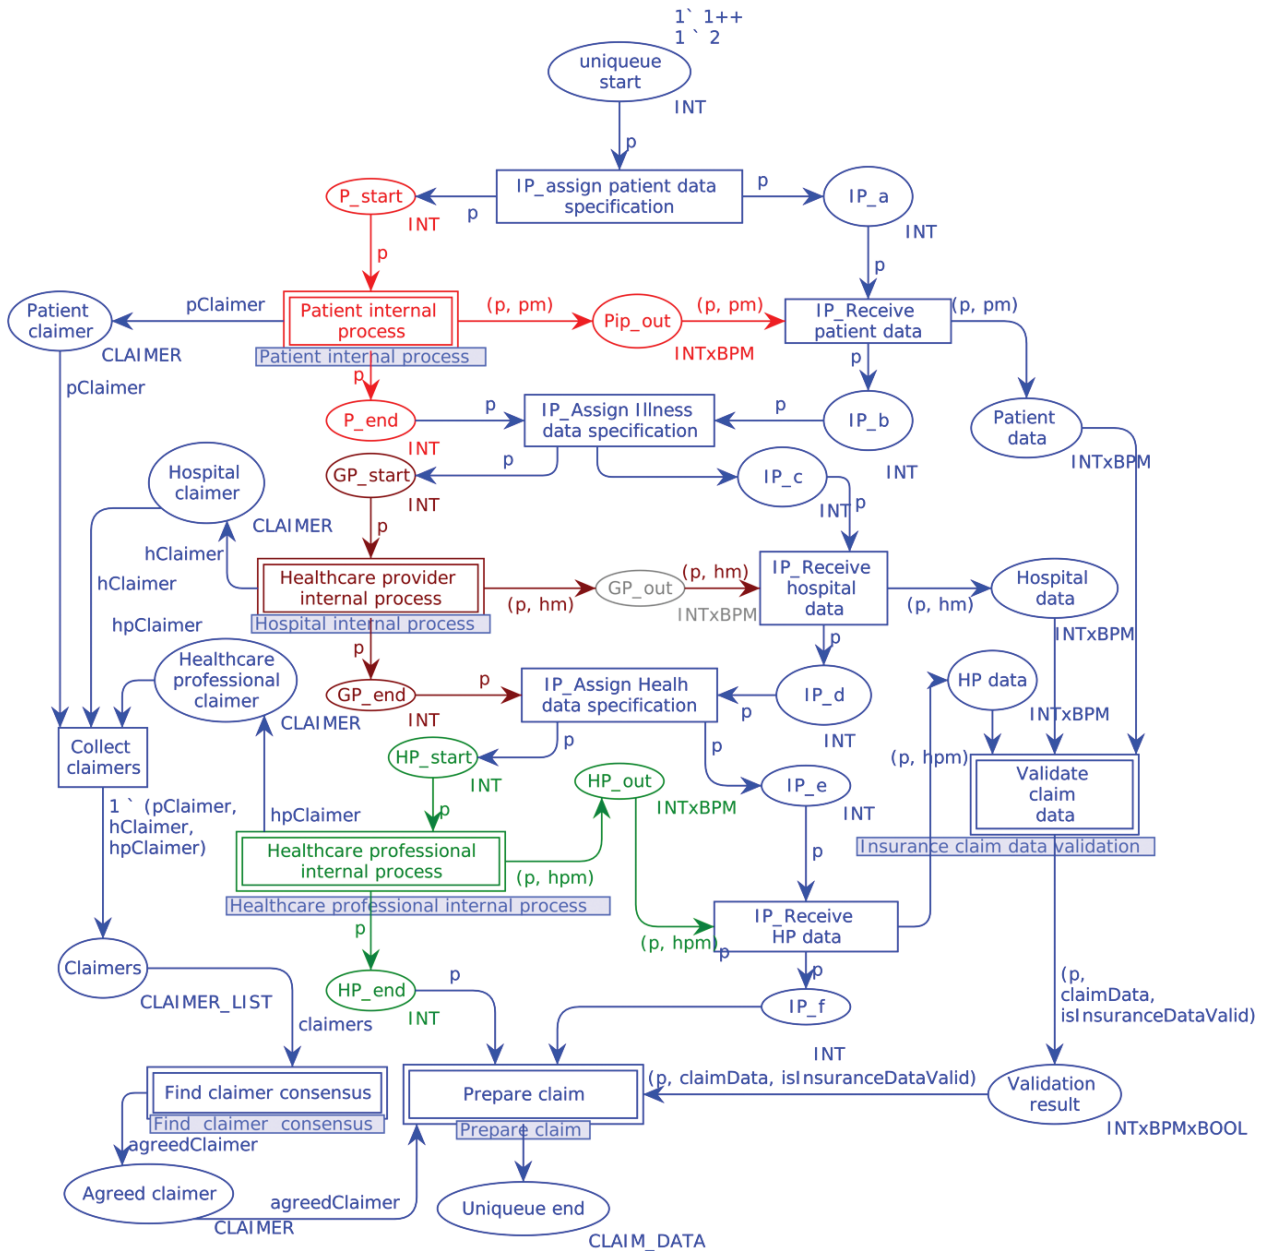 1` 1++
1 ` 2
uniqueue
start
INT
p
IP_assign patient data
specification
p
p
P_start
INT
IP_a
INT
p
p
Patient
claimer
CLAIMER
pClaimer
Patient internal
process
Patient internal process
(p, pm)
Pip_out
INTxBPM
(p, pm)
IP_Receive
patient data
(p, pm)
pClaimer
p
p
P_end
INT
p
IP_Assign Illness
data specification
p
IP_b
INT
Patient
data
INTxBPM
Hospital
claimer
CLAIMER
GP_start
INT
p
IP_c
INT
p
p
hClaimer
hClaimer
Healthcare provider
internal process
Hospital internal process
(p, hm)
GP_out
INTxBPM
(p, hm)
IP_Receive
hospital
data
(p, hm)
Hospital
data
INTxBPM
hpClaimer
p
p
Healthcare
professional
claimer
CLAIMER
GP_end
INT
p
IP_Assign Healh
data specification
p
IP_d
INT
HP data
INTxBPM
Collect
claimers
HP_start
INT
p
p
HP_out
INTxBPM
IP_e
INT
(p, hpm)
Validate
claim
data
Insurance claim data validation
1 ` (pClaimer,
hClaimer,
hpClaimer)
hpClaimer
p
Healthcare professional
internal process
Healthcare professional internal process
(p, hpm)
p
p
(p, hpm)
p
IP_Receive
HP data
p
Claimers
CLAIMER_LIST
claimers
HP_end
INT
p
IP_f
INT
(p,
claimData,
isInsuranceDataValid)
Find claimer consensus
Find claimer consensus
Prepare claim
Prepare claim
(p, claimData, isInsuranceDataValid)
Validation
result
INTxBPMxBOOL
agreedClaimer
Agreed claimer
CLAIMER
agreedClaimer
Uniqueue end
CLAIM_DATA